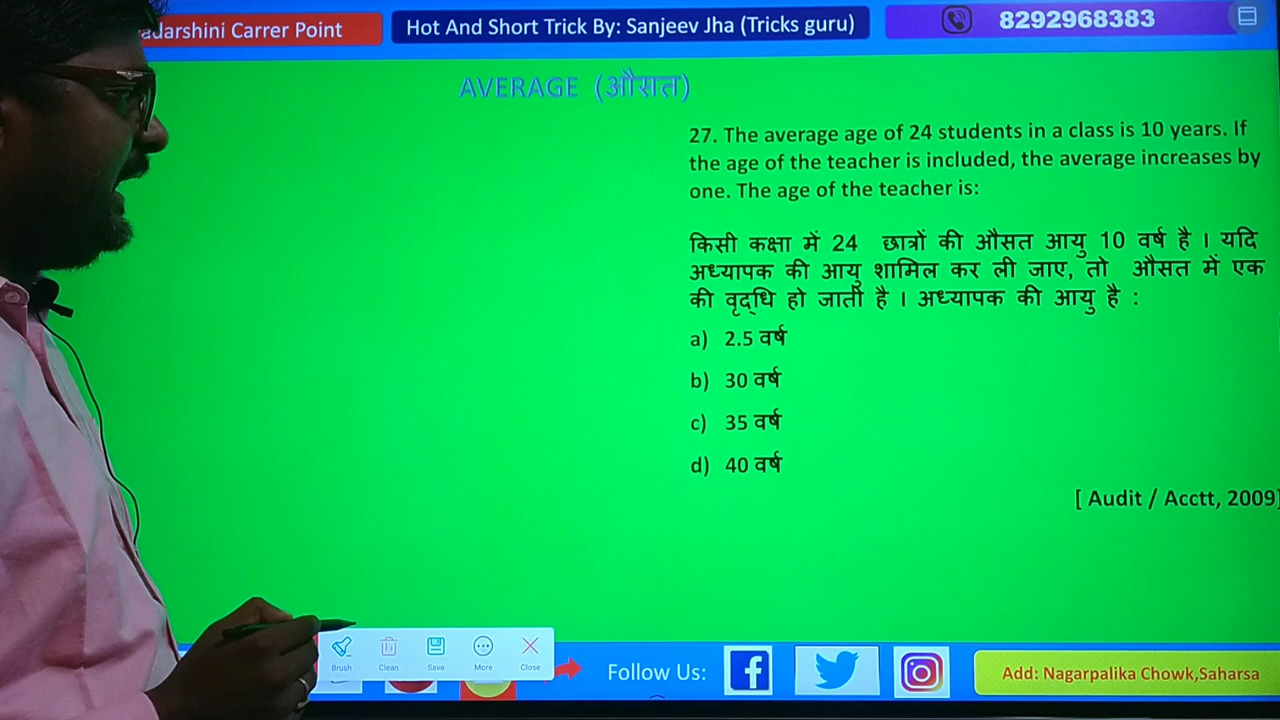 adarshini Carrer Point
Hot And Short Trick By: Sanjeev Jha (Tricks guru)
8292968383
AVERAGE (औसत)
27. The average age of 24 students in a class is 10 years. If
the age of the teacher is included, the average increases by
one. The age of the teacher is:
किसी कक्षा में 24 छात्रों की औसत आयु 10 वर्ष है । यदि
अध्यापक की आयु शामिल कर ली जाए, तो औसत में एक
की वृद्धि हो जाती है । अध्यापक की आयु है :
a) 2.5 वर्ष
b) 30 वर्ष
c) 35 वर्ष
d) 40 वर्ष
[ Audit / Acctt, 2009]
Brush Clean Save More Close
Follow Us:
Add: Nagarpalika Chowk,Saharsa